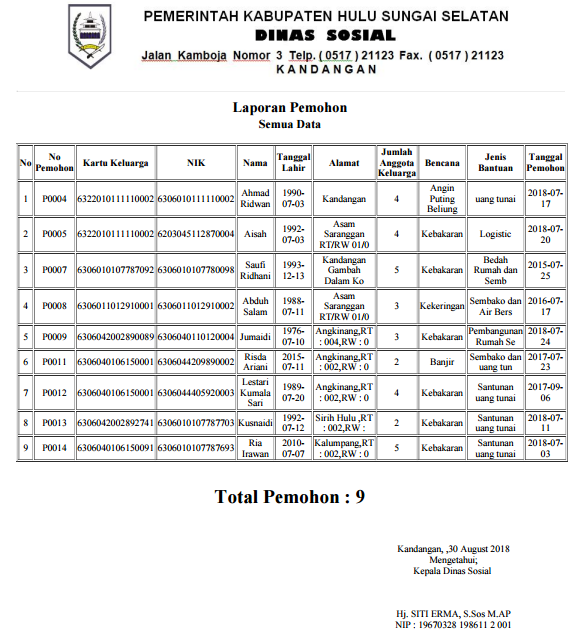 PEMERINTAH KABUPATEN HULU SUNGAI SELATAN
DINAS SOSIAL
Jalan Kamboja Nomor 3 Telp. ( 0517 ) 21123 Fax. ( 0517 ) 21123
KANDANGAN
Laporan Pemohon
Semua Data
No No Pemohon Kartu Keluarga NIK Nama Tanggal Lahir Alamat Jumlah Anggota Keluarga Bencana Jenis Bantuan Tanggal Pemohon
1 P0004 6322010111110002 6306010111110002 Ahmad Ridwan 1990-07-03 Kandangan 4 Angin Puting Beliung uang tunai 2018-07-17
2 P0005 6322010111110002 6203045112870004 Aisah 1992-07-03 Asam Saranggan RT/RW 01/0 4 Kebakaran Logistic 2018-07-20
3 P0007 6306010107787092 6306010107780098 Saufi Ridhani 1993-12-13 Kandangan Gambah Dalam Ko 5 Kebakaran Bedah Rumah dan Semb 2015-07-25
4 P0008 6306011012910001 6306011012910002 Abduh Salam 1988-07-11 Asam Saranggan RT/RW 01/0 3 Kekeringan Sembako dan Air Bers 2016-07-17
5 P0009 6306042002890089 6306040110120004 Jumaidi 1976-07-10 Angkinang,RT : 004,RW : 0 3 Kebakaran Pembangunan Rumah Se 2018-07-24
6 P0011 6306040106150001 6306044209890002 Risda Ariani 2015-07-11 Angkinang,RT : 002,RW : 0 2 Banjir Sembako dan uang tun 2017-07-23
7 P0012 6306040106150001 6306044405920003 Lestari Kumala Sari 1989-07-20 Angkinang,RT : 002,RW : 0 4 Kebakaran Santunan uang tunai 2017-09-06
8 P0013 6306042002892741 6306010107787703 Kusnaidi 1992-07-12 Sirih Hulu ,RT : 002,RW : 2 Kebakaran Santunan uang tunai 2018-07-11
9 P0014 6306040106150091 6306010107787693 Ria Irawan 2010-07-07 Kalumpang,RT : 002,RW : 0 5 Kebakaran Santunan uang tunai 2018-07-03
Total Pemohon : 9
Kandangan, ,30 August 2018
Mengetahui;
Kepala Dinas Sosial
Hj. SITI ERMA, S.Sos M.AP
NIP : 19670328 198611 2 001